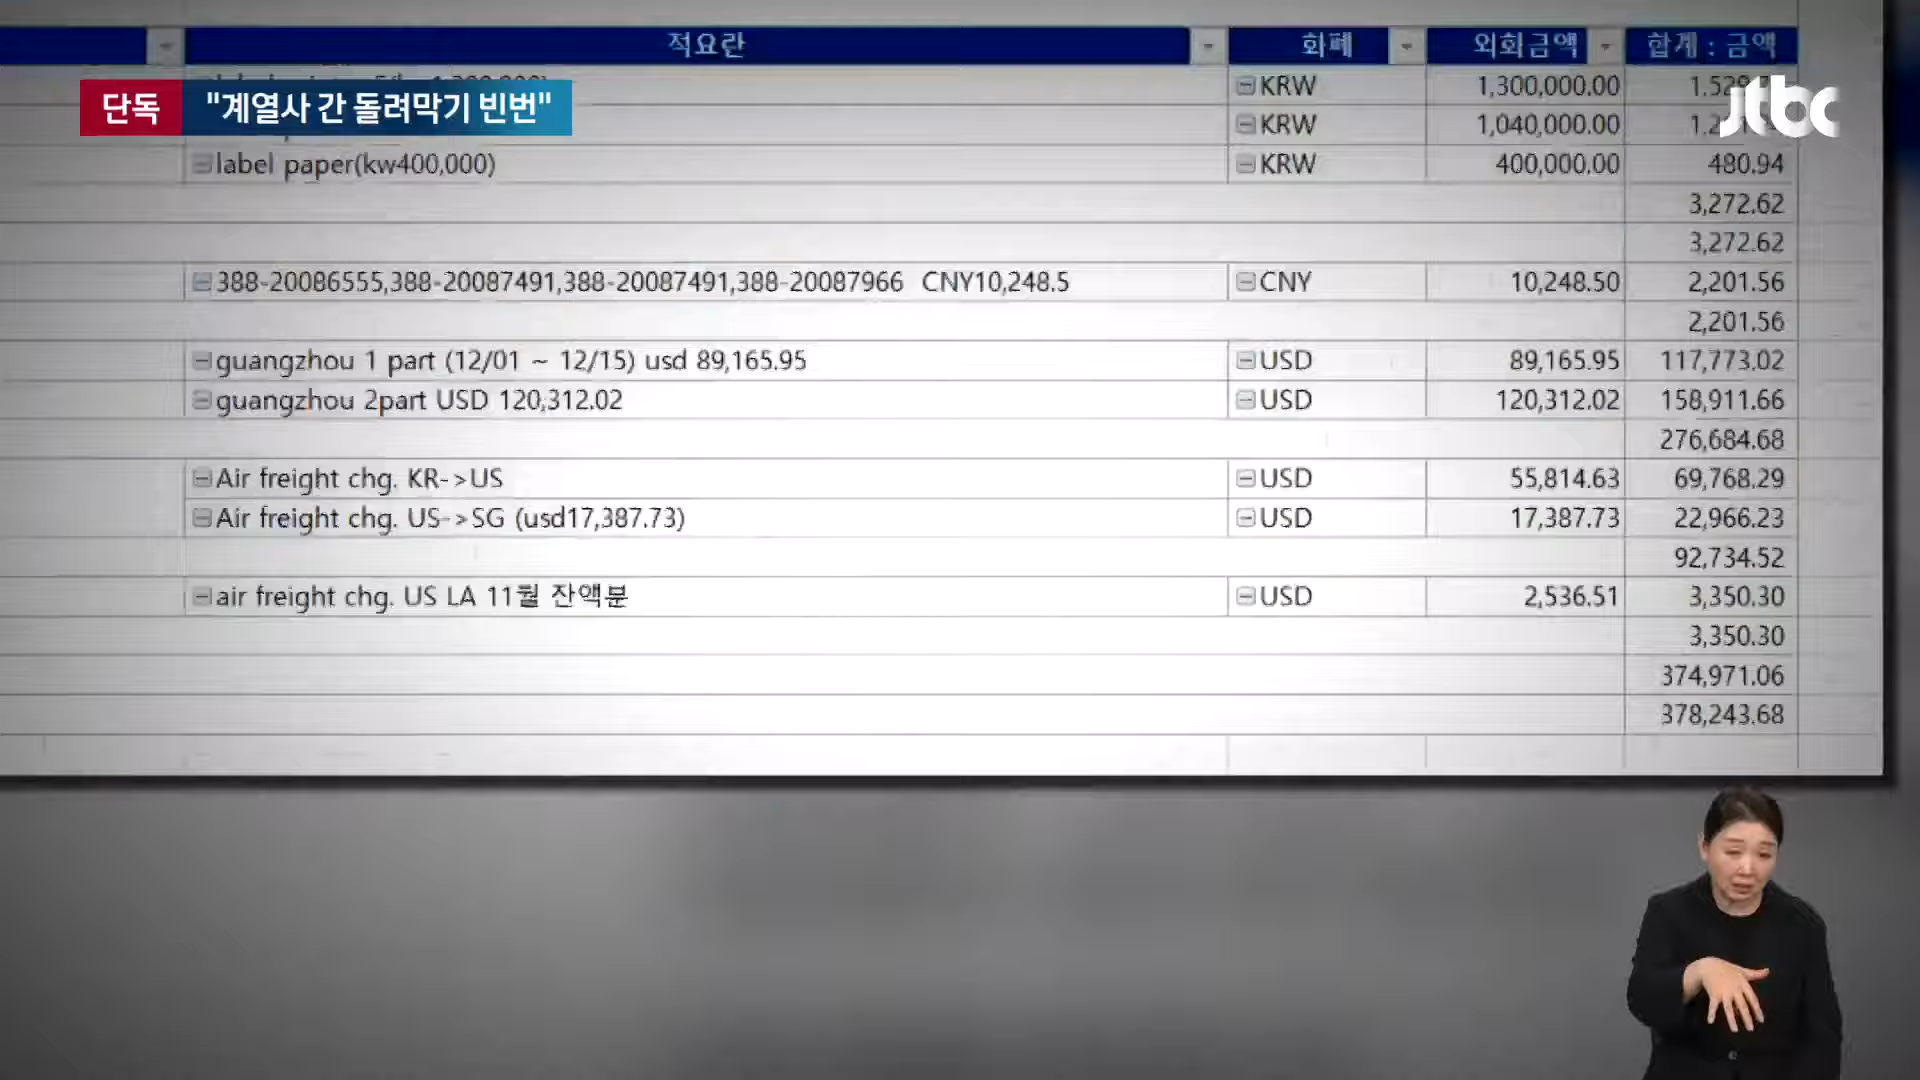 적요란 화폐 외화금액 합계 : 금액
KRW 1,300,000.00
단독 "계열사 간 돌려막기 빈번"
jtbc
KRW 1,040,000.00
label paper(kw400,000) KRW 400,000.00 480.94
3,272.62
3,272.62
388-20086555,388-20087491,388-20087491,388-20087966 CNY10,248.5 CNY 10,248.50 2,201.56
2,201.56
guangzhou 1 part (12/01 ~ 12/15) usd 89,165.95 USD 89,165.95 117,773.02
guangzhou 2part USD 120,312.02 USD 120,312.02 158,911.66
276,684.68
Air freight chg. KR->US USD 55,814.63 69,768.29
Air freight chg. US->SG (usd17,387.73) USD 17,387.73 22,966.23
92,734.52
air freight chg. US LA 11월 잔액분 USD 2,536.51 3,350.30
3,350.30
374,971.06
378,243.68